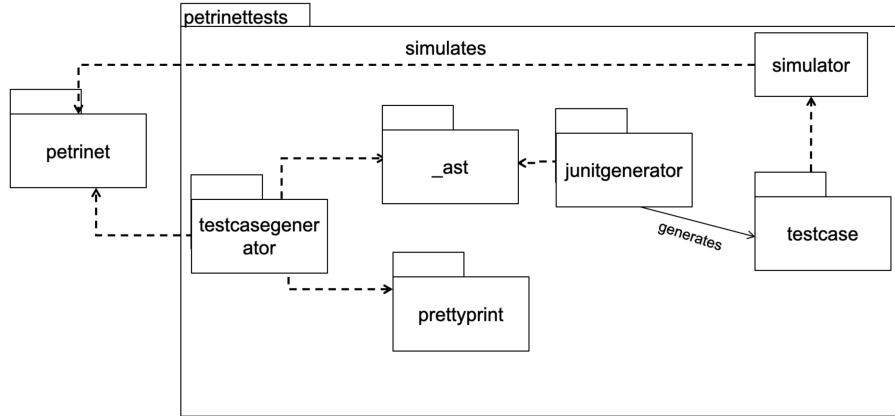 petrinettests
simulates
simulator
petrinet
_ast
junitgenerator
testcasegener
ator
generates
testcase
prettyprint